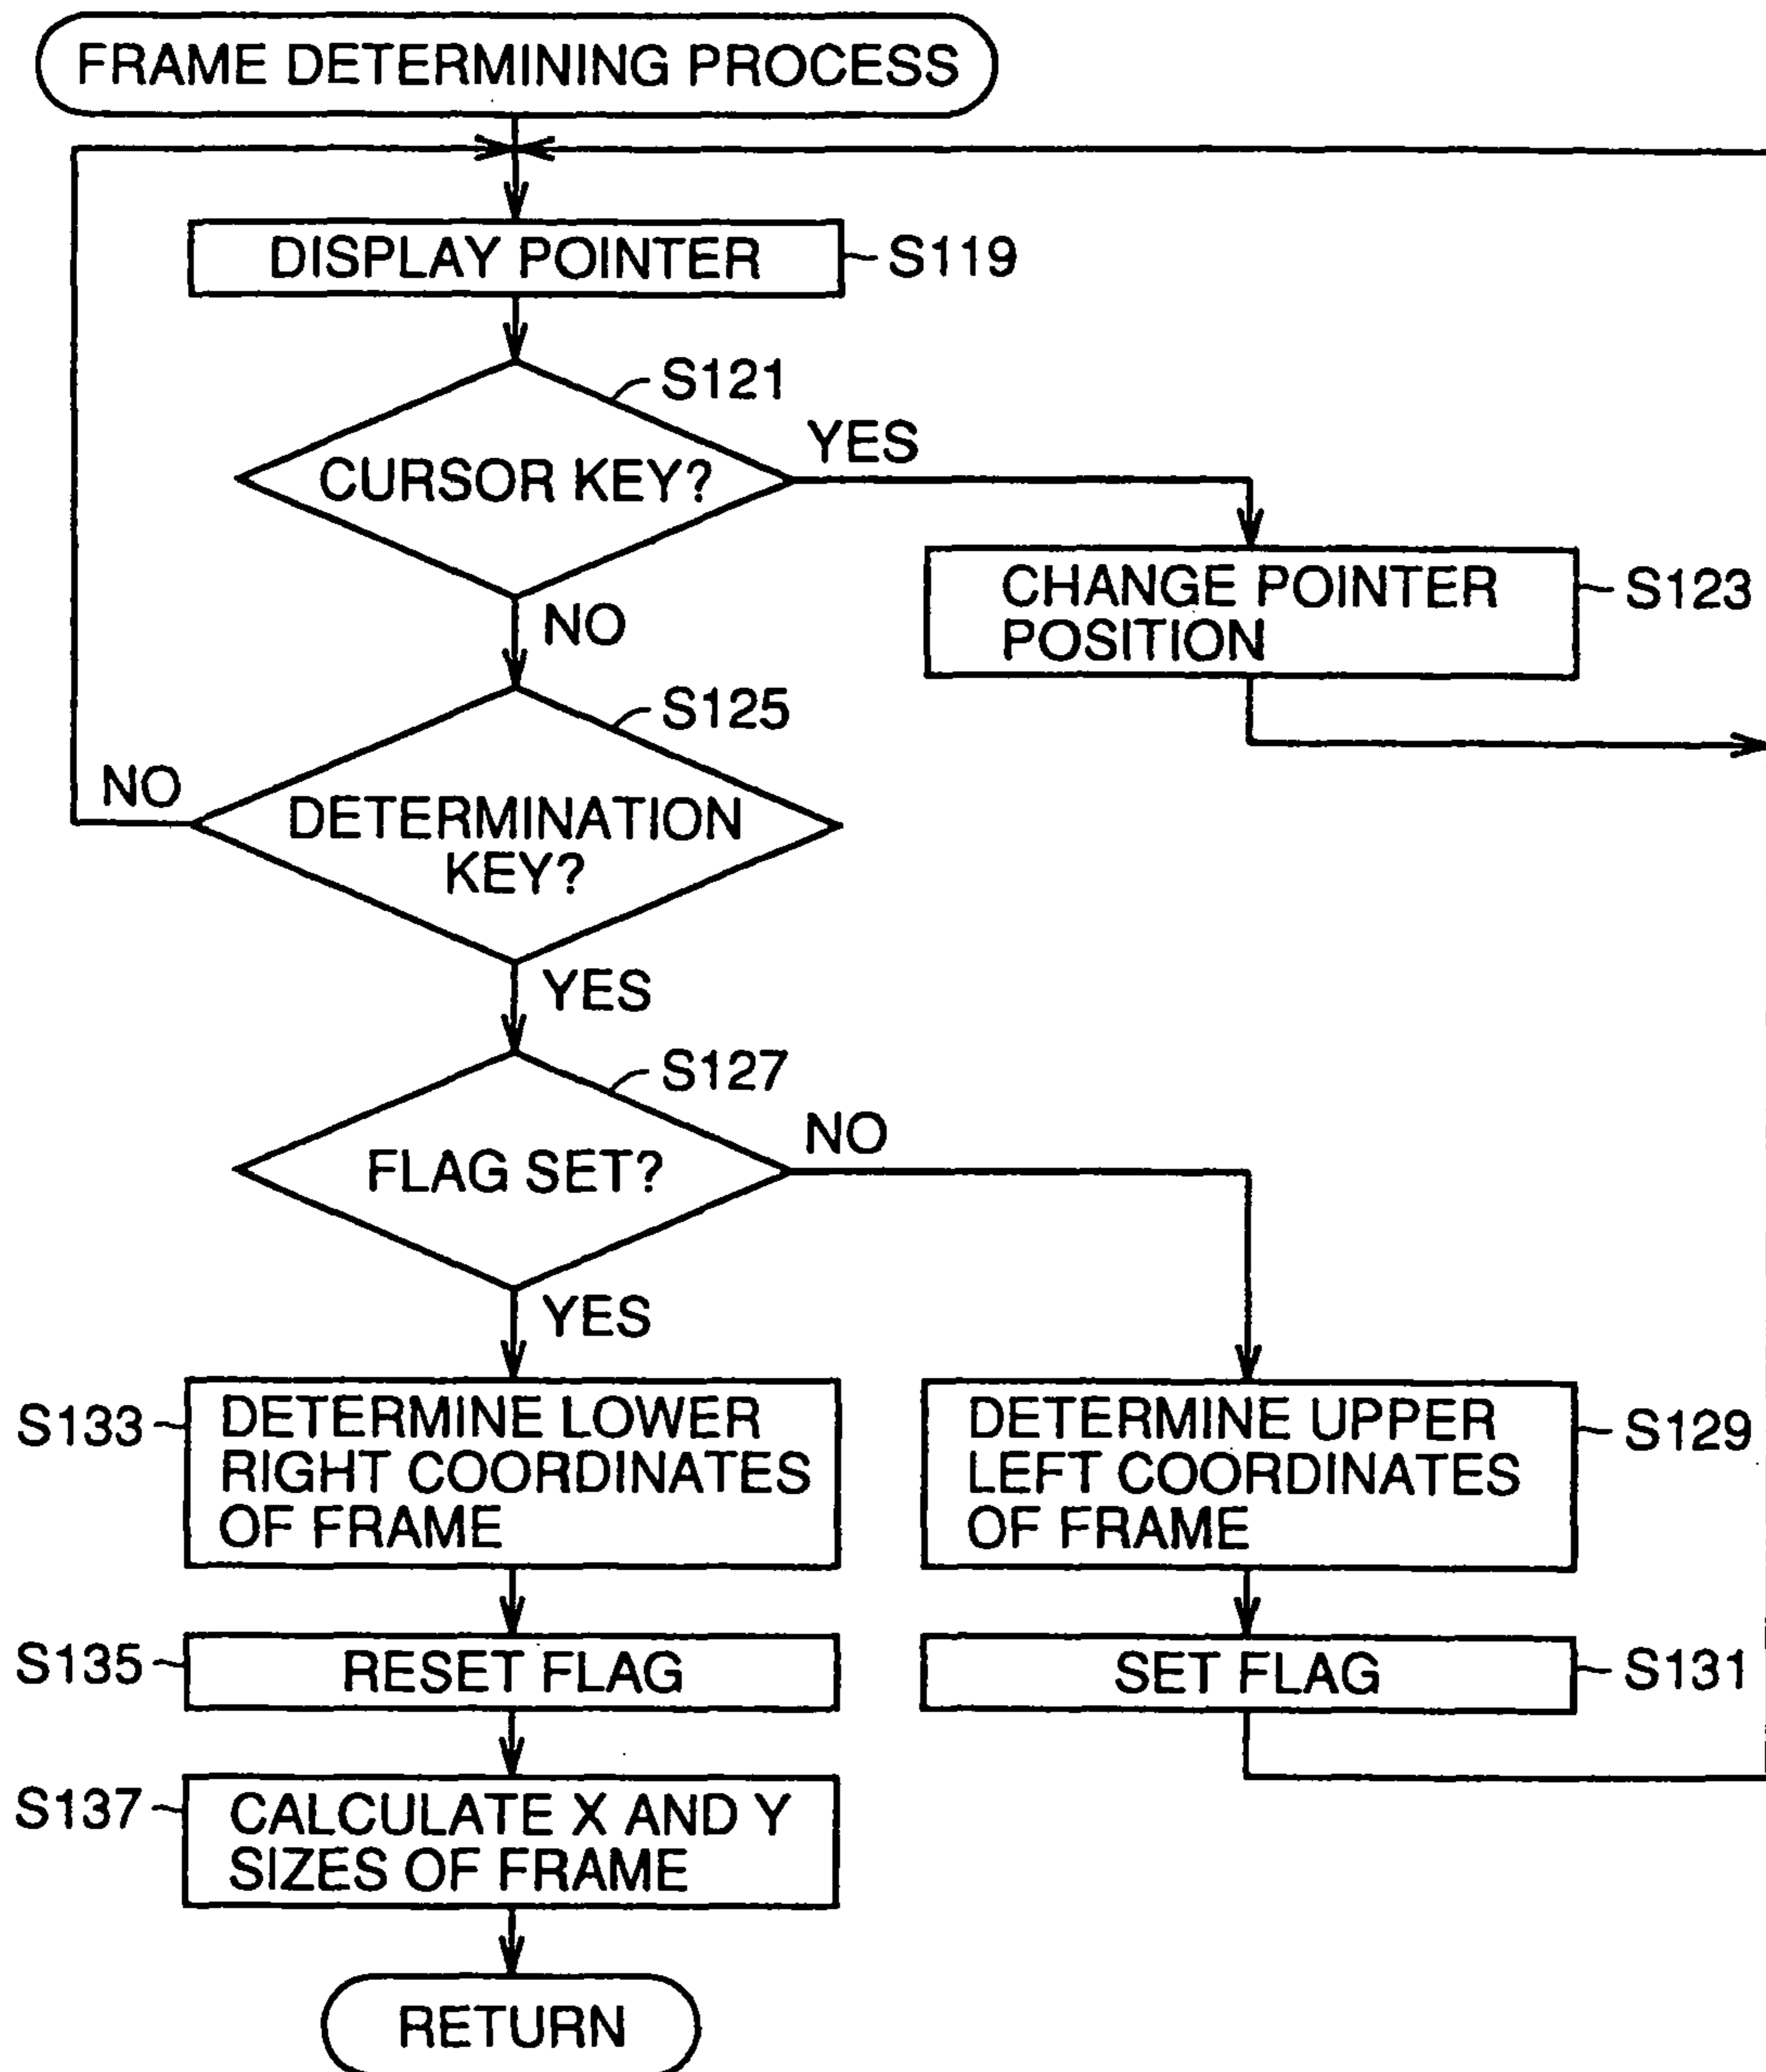 FRAME DETERMINING PROCESS
DISPLAY POINTER
S119
S121
CURSOR KEY?
YES
NO
CHANGE POINTER
POSITION
S123
S125
DETERMINATION
KEY?
NO
YES
S127
FLAG SET?
NO
YES
S133
DETERMINE LOWER
RIGHT COORDINATES
OF FRAME
DETERMINE UPPER
LEFT COORDINATES
OF FRAME
S129
S135
RESET FLAG
SET FLAG
S131
S137
CALCULATE X AND Y
SIZES OF FRAME
RETURN